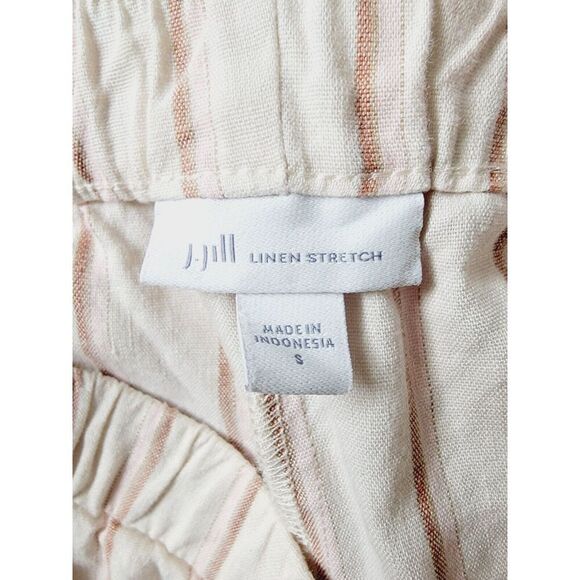 J.Jill LINEN STRETCH
MADE IN
INDONESIA
S